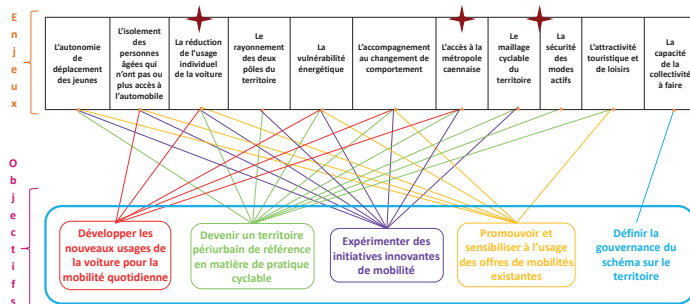 Enjeux
L'autonomie
de
déplacement
des jeunes
L'isolement
des
personnes
âgées qui
n'ont pas ou
plus accès à
l'automobile
La réduction
de l'usage
individuel de
la voiture
Le
rayonnement
des deux
pôles du
territoire
La
vulnérabilité
énergétique
L'accompagnement
au changement de
comportement
L'accès à la
métropole
caennaise
Le
maillage
cyclable
du
territoire
La
sécurité
des
modes
actifs
L'attractivité
touristique et
de loisirs
La
capacité
de la
collectivité
à faire
Objectifs
Développer les
nouveaux usages de
la voiture pour la
mobilité quotidienne
Devenir un territoire
périurbain de référence
en matière de pratique
cyclable
Expérimenter des
initiatives innovantes
de mobilité
Promouvoir et
sensibiliser à l'usage
des offres de mobilités
existantes
Définir la
gouvernance du
schéma sur le
territoire